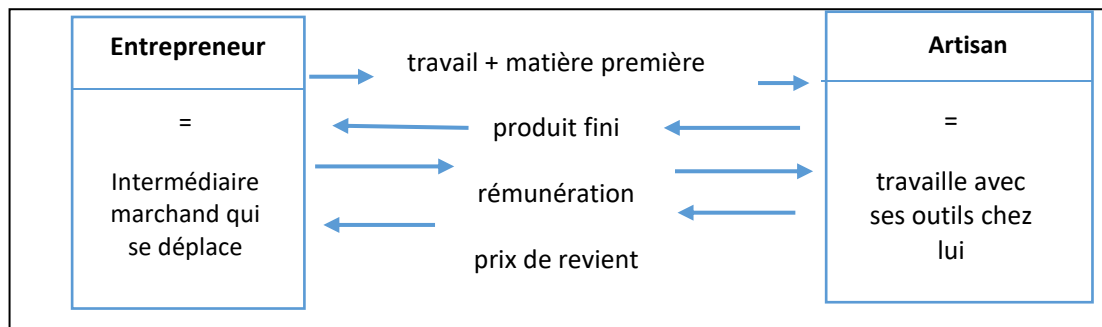 Entrepreneur
=
Intermédiaire
marchand qui
se déplace
travail + matière première
produit fini
rémunération
prix de revient
Artisan
=
travaille avec
ses outils chez
lui